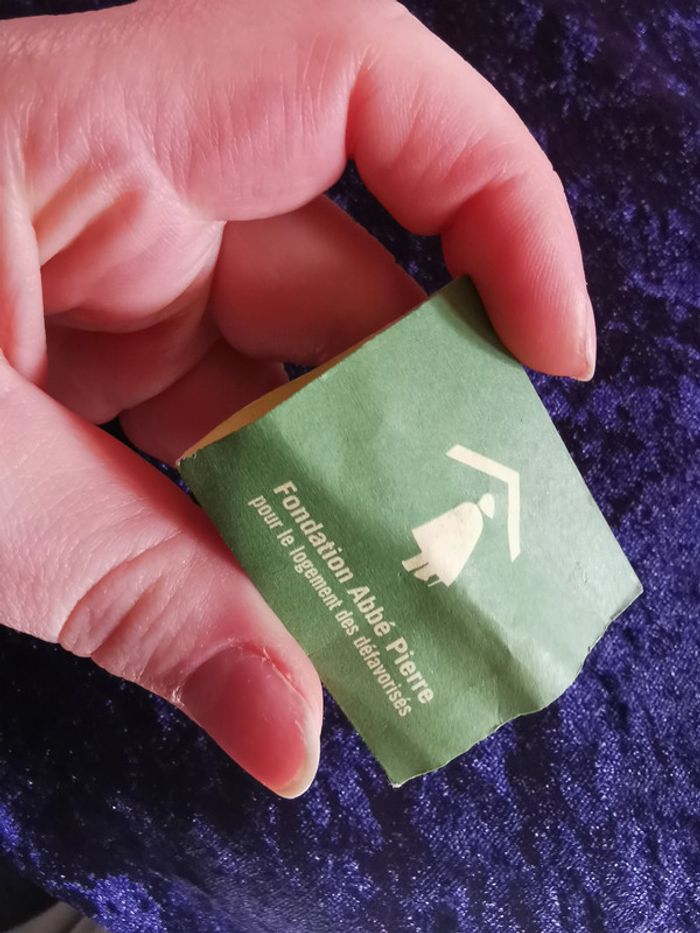 Fondation Abbé Pierre
pour le logement des défavorisés